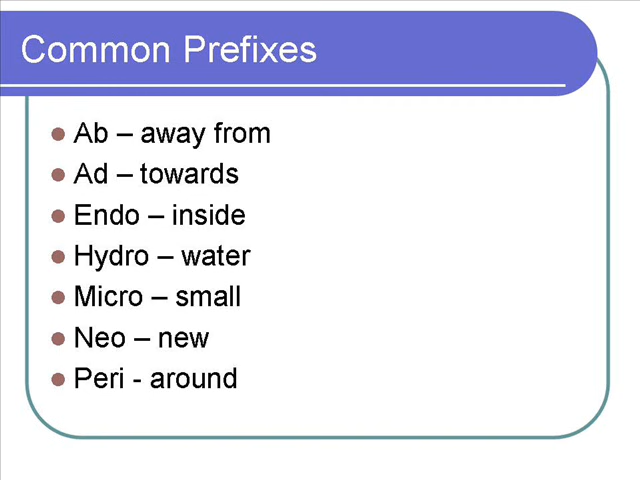 Common Prefixes
Ab – away from
Ad – towards
Endo – inside
Hydro – water
Micro – small
Neo – new
Peri - around